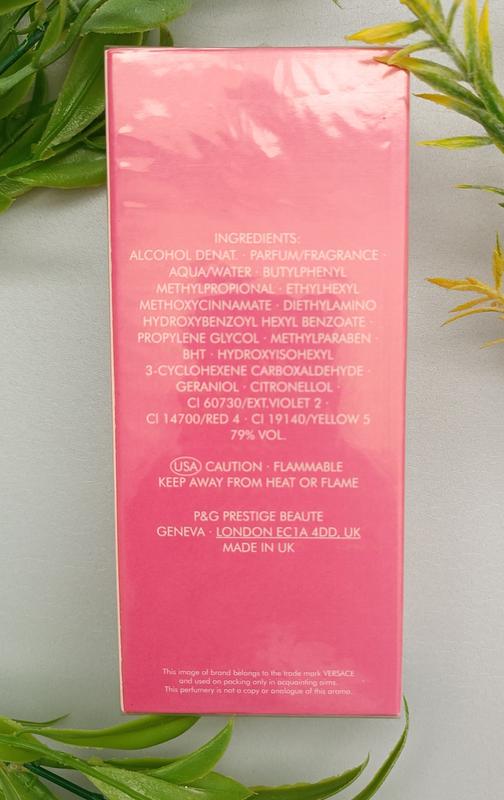 INGREDIENTS:
ALCOHOL DENAT. · PARFUM/FRAGRANCE ·
AQUA/WATER · BUTYLPHENYL
METHYLPROPIONAL · ETHYLHEXYL
METHOXYCINNAMATE · DIETHYLAMINO
HYDROXYBENZOYL HEXYL BENZOATE ·
PROPYLENE GLYCOL · METHYLPARABEN ·
BHT · HYDROXYISOHEXYL
3-CYCLOHEXENE CARBOXALDEHYDE ·
GERANIOL · CITRONELLOL ·
CI 60730/EXT.VIOLET 2 ·
CI 14700/RED 4 · CI 19140/YELLOW 5
79% VOL.
USA CAUTION · FLAMMABLE
KEEP AWAY FROM HEAT OR FLAME
P&G PRESTIGE BEAUTE
GENEVA · LONDON EC1A 4DD, UK
MADE IN UK
This image of brand belongs to the trade mark VERSACE
and used on packing only in acquainting aims.
This perfumery is not a copy or analogue of this aroma.